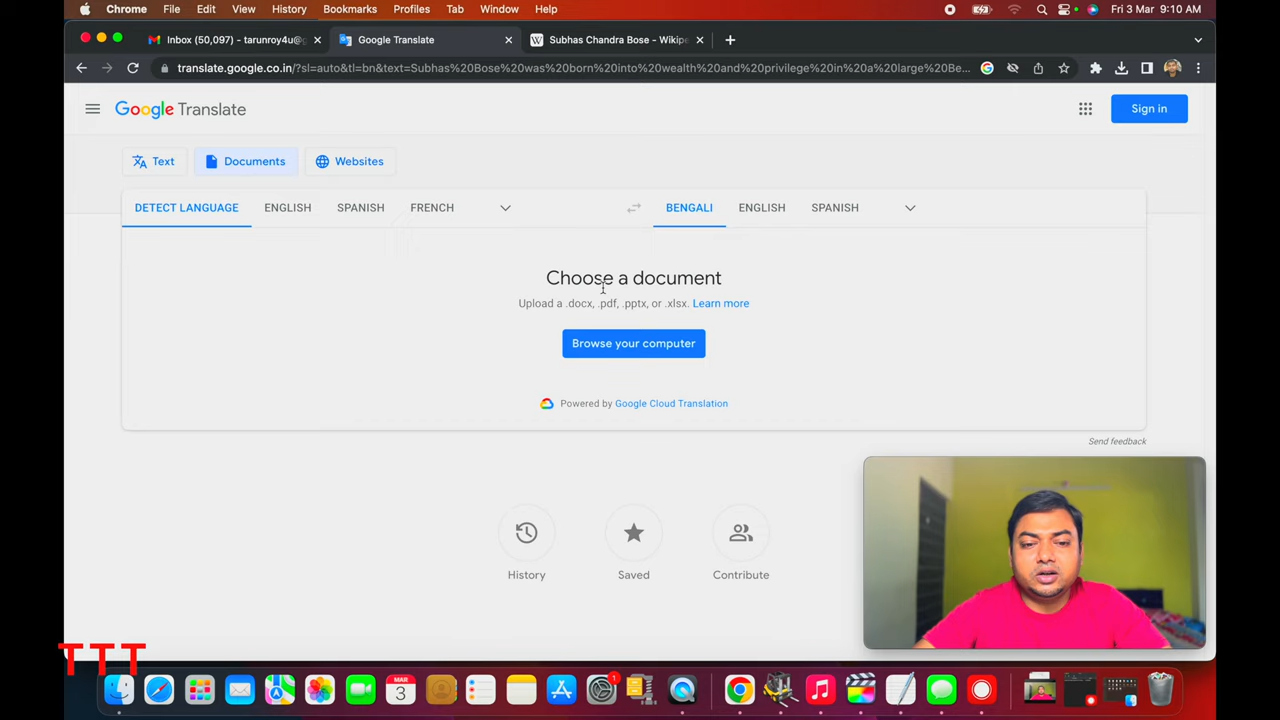 Chrome File Edit View History Bookmarks Profiles Tab Window Help Fri 3 Mar 9:10 AM
Inbox (50,097) - tarunroy4u@g Google Translate Subhas Chandra Bose - Wikipe
translate.google.co.in/?sl=auto&tl=bn&text=Subhas%20Bose%20was%20born%20into%20wealth%20and%20privilege%20in%20a%20large%20Be...
Google Translate Sign in
Text Documents Websites
DETECT LANGUAGE ENGLISH SPANISH FRENCH BENGALI ENGLISH SPANISH
Choose a document
Upload a .docx, .pdf, .pptx, or .xlsx. Learn more
Browse your computer
Powered by Google Cloud Translation
Send feedback
History Saved Contribute
TTT
MAR
3
1